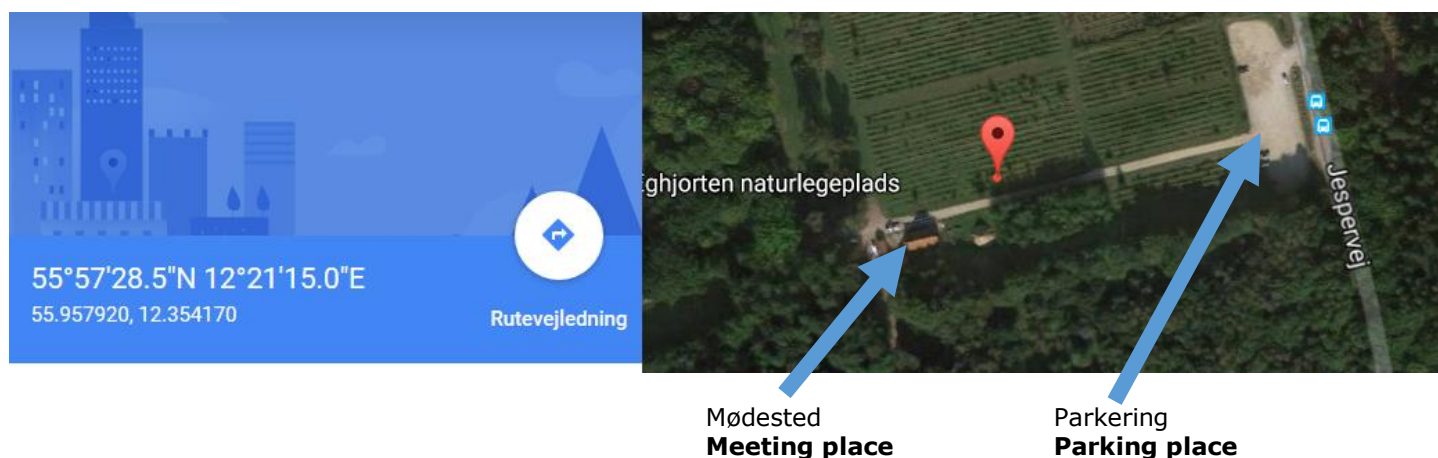 55°57'28.5"N 12°21'15.0"E
55.957920, 12.354170
Rutevejledning
ghjorten naturlegeplads
Jespervej
Mødested
Meeting place
Parkering
Parking place